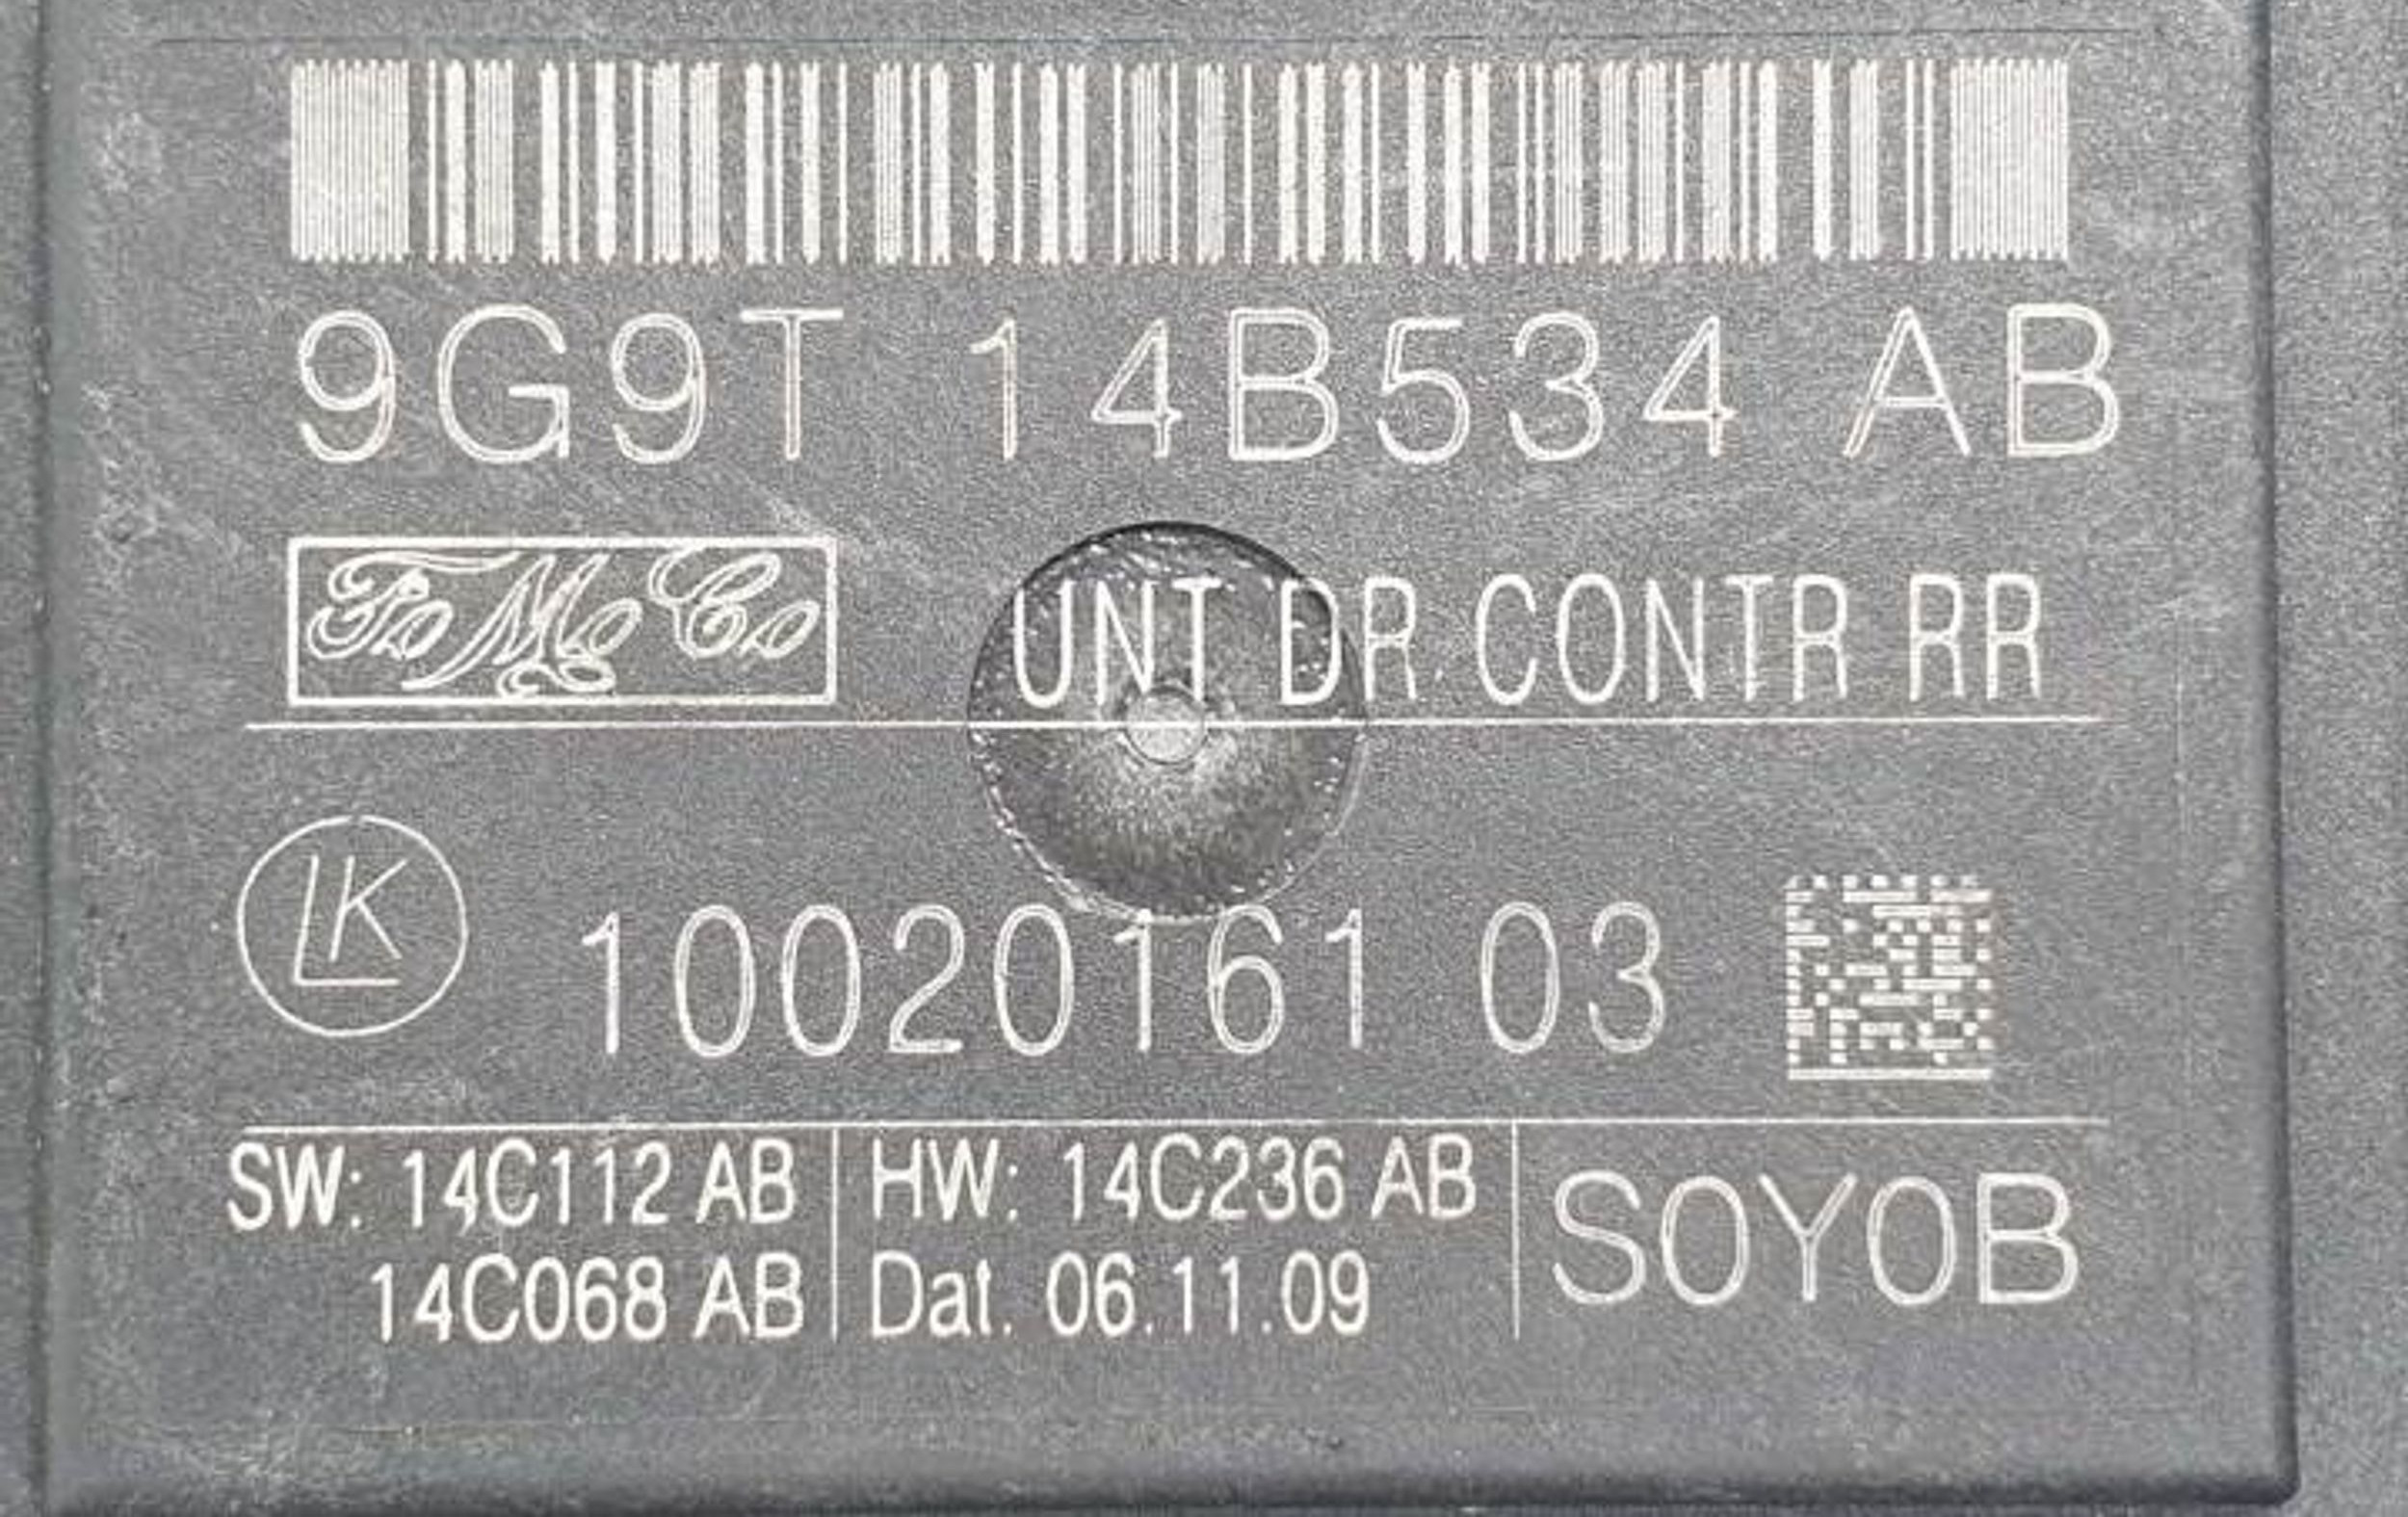 9G9T 14B534 AB
FoMoCo UNT DR CONTR RR
LK 10020161 03
SW: 14C112 AB HW: 14C236 AB S0Y0B
14C068 AB Dat. 06.11.09